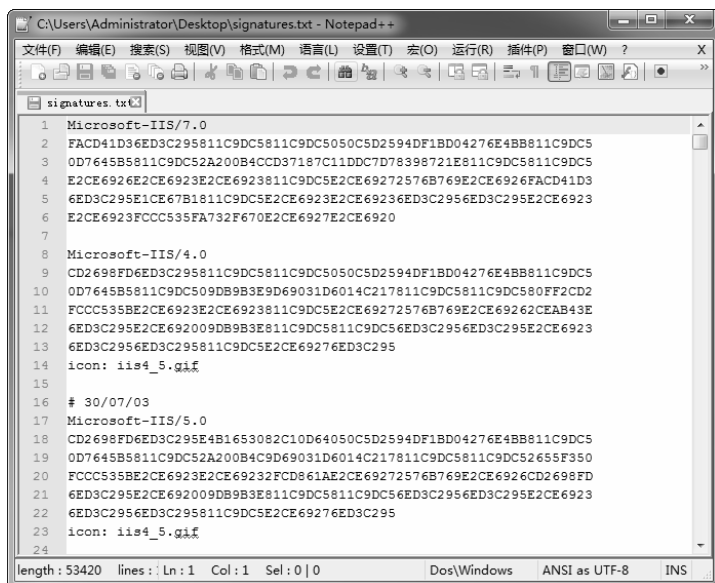 C:\Users\Administrator\Desktop\signatures.txt - Notepad++
文件(F) 编辑(E) 搜索(S) 视图(V) 格式(M) 语言(L) 设置(T) 宏(O) 运行(R) 插件(P) 窗口(W) ? X
signatures.txt
1 Microsoft-IIS/7.0
2 FACD41D36ED3C295811C9DC5811C9DC5050C5D2594DF1BD04276E4BB811C9DC5
3 0D7645B5811C9DC52A200B4CCD37187C11DDC7D78398721E811C9DC5811C9DC5
4 E2CE6926E2CE6923E2CE6923811C9DC5E2CE69272576B769E2CE6926FACD41D3
5 6ED3C295E1CE67B1811C9DC5E2CE6923E2CE69236ED3C2956ED3C295E2CE6923
6 E2CE6923FCCC535FA732F670E2CE6927E2CE6920
7
8 Microsoft-IIS/4.0
9 CD2698FD6ED3C295811C9DC5811C9DC5050C5D2594DF1BD04276E4BB811C9DC5
10 0D7645B5811C9DC509DB9B3E9D69031D6014C217811C9DC5811C9DC580FF2CD2
11 FCCC535BE2CE6923E2CE6923811C9DC5E2CE69272576B769E2CE69262CEAB43E
12 6ED3C295E2CE692009DB9B3E811C9DC5811C9DC56ED3C2956ED3C295E2CE6923
13 6ED3C2956ED3C295811C9DC5E2CE69276ED3C295
14 icon: iis4_5.gif
15
16 # 30/07/03
17 Microsoft-IIS/5.0
18 CD2698FD6ED3C295E4B1653082C10D64050C5D2594DF1BD04276E4BB811C9DC5
19 0D7645B5811C9DC52A200B4C9D69031D6014C217811C9DC5811C9DC52655F350
20 FCCC535BE2CE6923E2CE69232FCD861AE2CE69272576B769E2CE6926CD2698FD
21 6ED3C295E2CE692009DB9B3E811C9DC5811C9DC56ED3C2956ED3C295E2CE6923
22 6ED3C2956ED3C295811C9DC5E2CE69276ED3C295
23 icon: iis4_5.gif
24
length : 53420 lines : Ln : 1 Col : 1 Sel : 0 | 0 Dos\Windows ANSI as UTF-8 INS